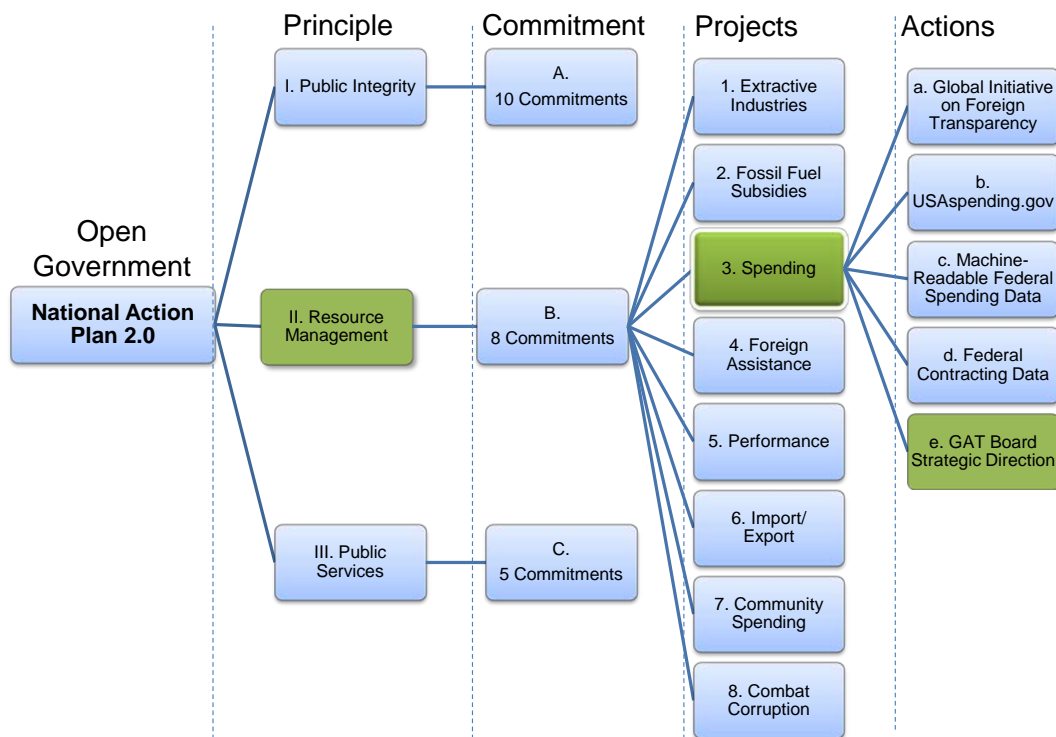 Principle
Commitment
Projects
Actions
Open
Government
National Action
Plan 2.0
I. Public Integrity
II. Resource
Management
III. Public
Services
A.
10 Commitments
B.
8 Commitments
C.
5 Commitments
1. Extractive
Industries
2. Fossil Fuel
Subsidies
3. Spending
4. Foreign
Assistance
5. Performance
6. Import/
Export
7. Community
Spending
8. Combat
Corruption
a. Global Initiative
on Foreign
Transparency
b.
USAspending.gov
c. Machine-
Readable Federal
Spending Data
d. Federal
Contracting Data
e. GAT Board
Strategic Direction